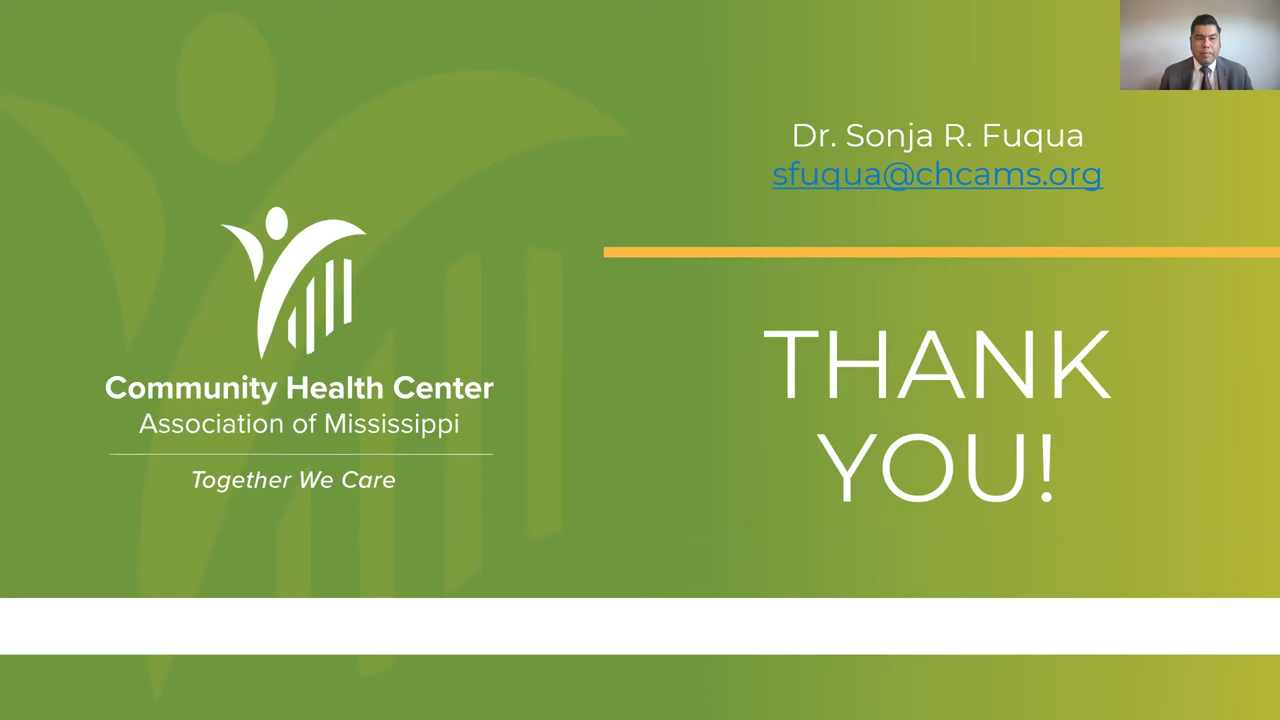 Dr. Sonja R. Fuqua
sfuqua@chcams.org
Community Health Center
Association of Mississippi
Together We Care
THANK
YOU!